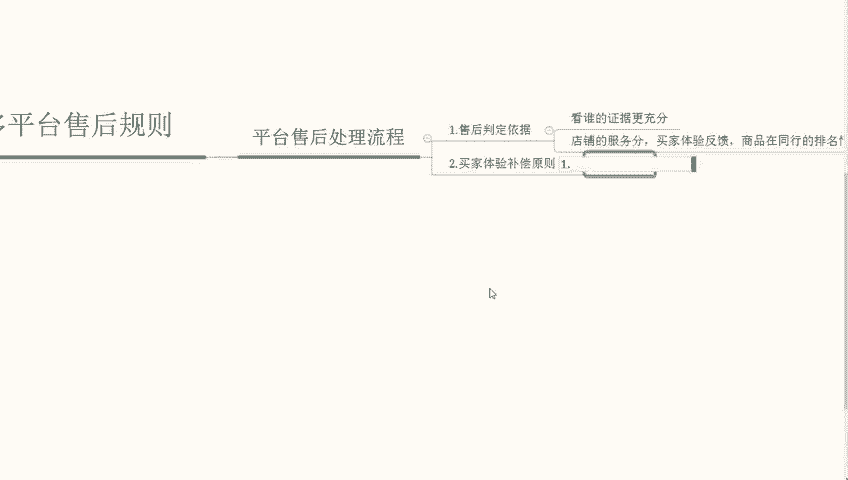 平台售后规则
平台售后处理流程
1.售后判定依据
看谁的证据更充分
店铺的服务分，买家体验反馈，商品在同行的排名
2.买家体验补偿原则
1.